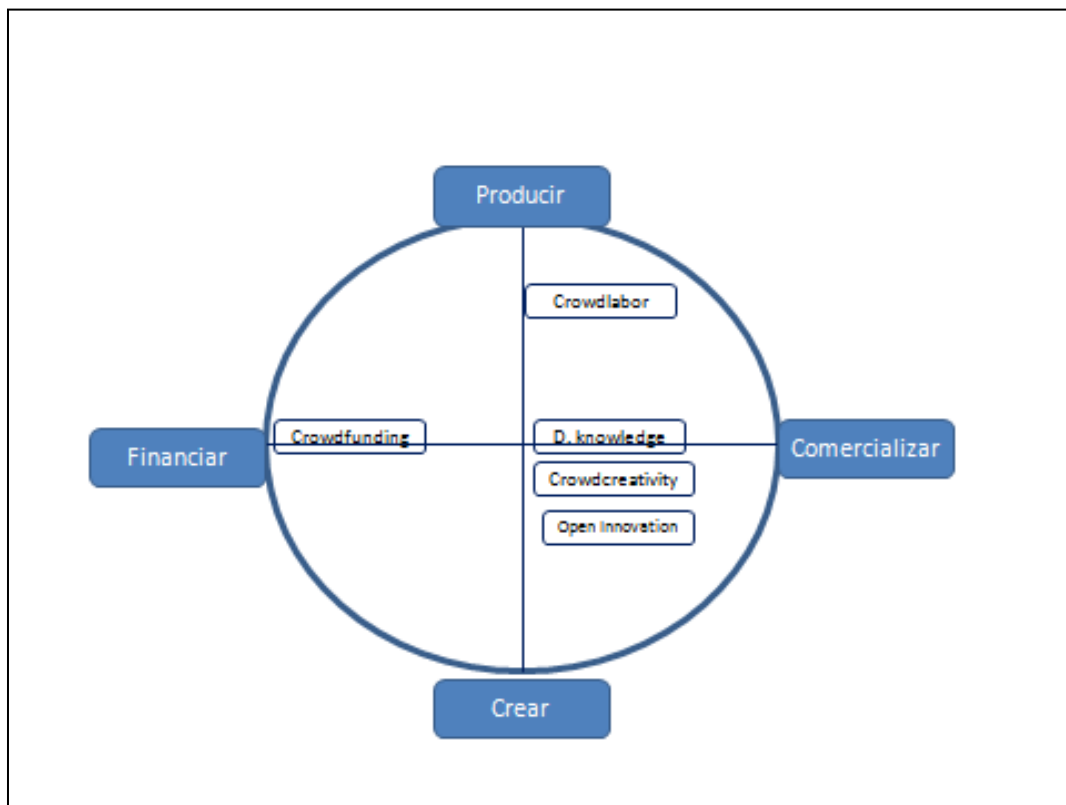 Producir
Crowdlabor
Crowdfunding
D. knowledge
Financiar
Comercializar
Crowdcreativity
Open Innovation
Crear